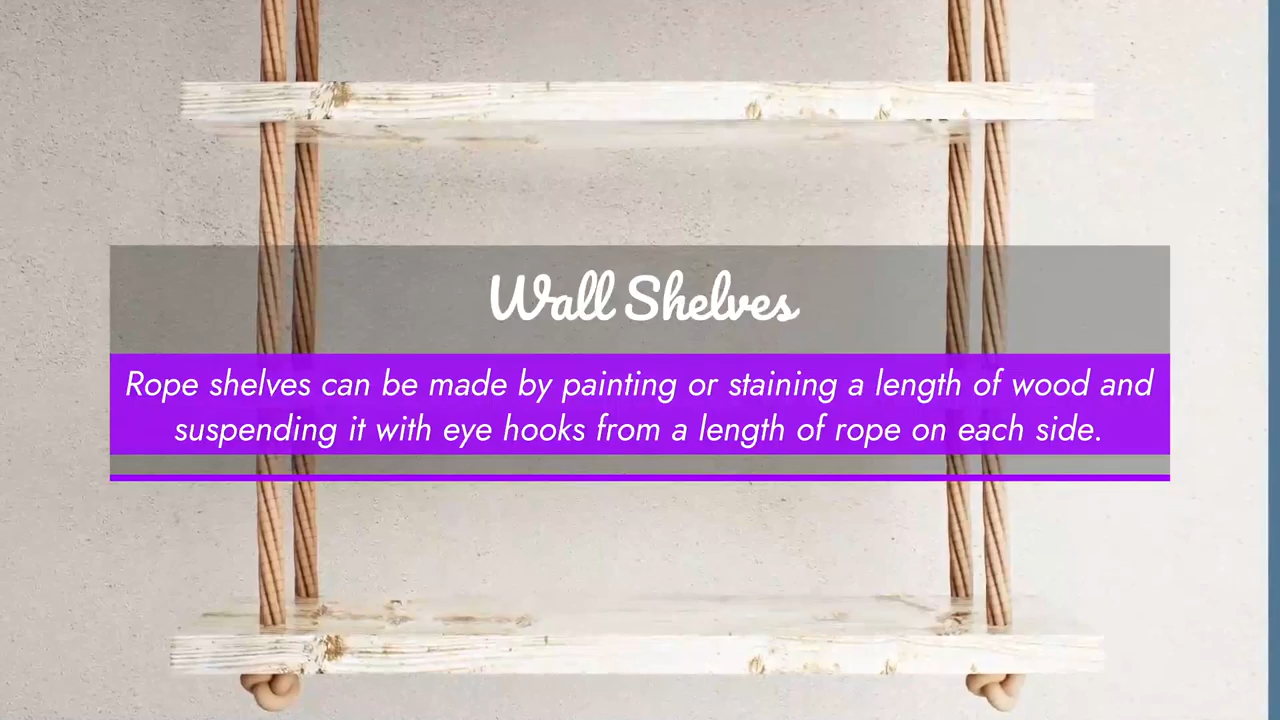 Wall Shelves
Rope shelves can be made by painting or staining a length of wood and
suspending it with eye hooks from a length of rope on each side.